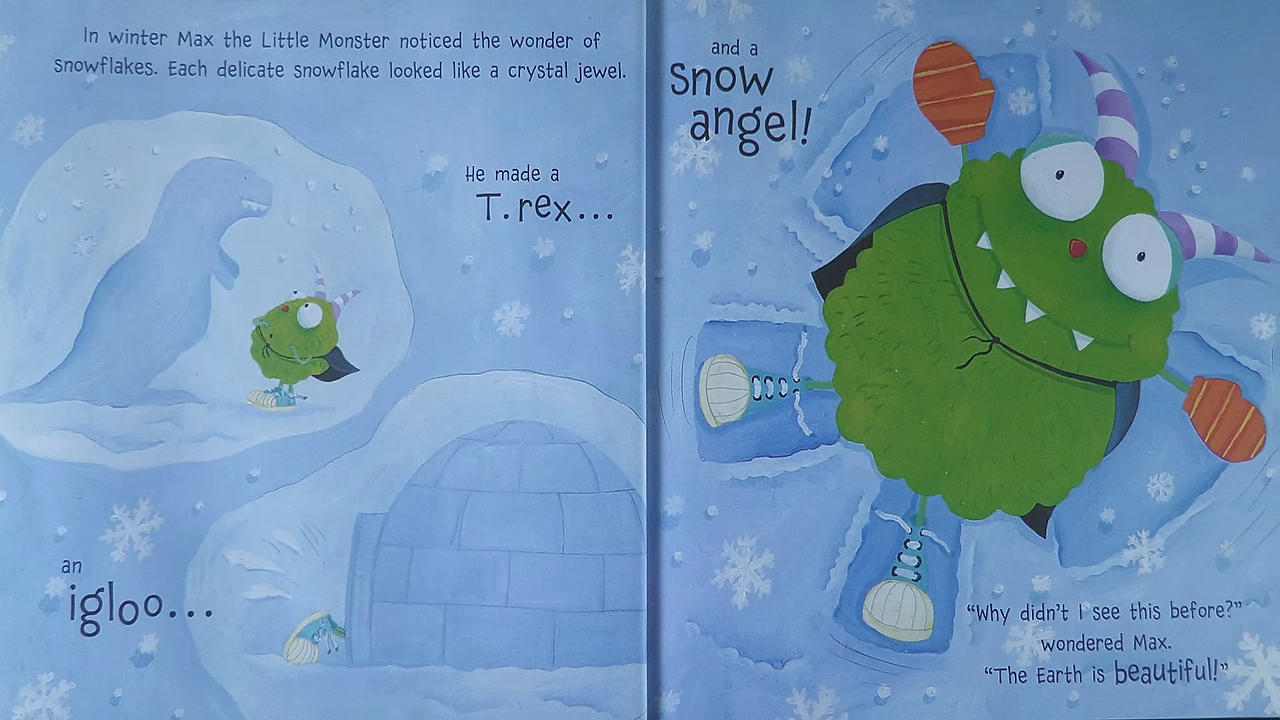 In winter Max the Little Monster noticed the wonder of
snowflakes. Each delicate snowflake looked like a crystal jewel.
He made a
T.rex...
an
igloo...
and a
snow
angel!
“Why didn't I see this before?”
wondered Max.
“The Earth is beautiful!”